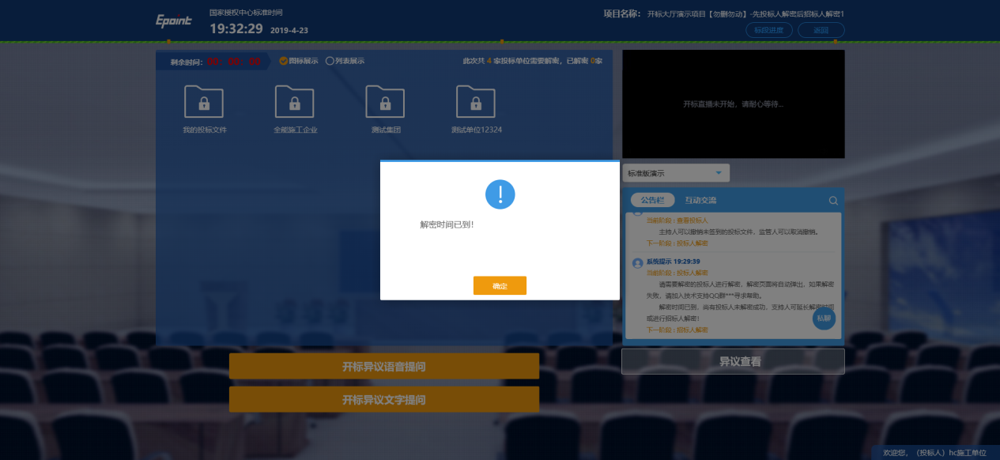 Epoint
国家授权中心标准时间
19:32:29 2019-4-23
项目名称： 开标大厅演示项目【勿删勿动】-先投标人解密后招标人解密1
标段进度 返回
剩余时间: 00 : 00 : 00 图标展示 列表展示 此次共 4 家投标单位需要解密，已解密 0家
我的投标文件 全能施工企业 测试集团 测试单位12324
开标直播未开始，请耐心等待...
标准版演示
公告栏 互动交流
当前阶段 : 查看投标人
主持人可以撤销未签到的投标文件，监管人可以取消撤销。
下一阶段 : 投标人解密
系统提示 19:29:39
当前阶段 : 投标人解密
请需要解密的投标人进行解密，解密页面将自动弹出，如果解密
失败，请加入技术支持QQ群***寻求帮助。
解密时间已到，尚有投标人未解密成功，支持人可延长解密时间
或进行招标人解密！
下一阶段 : 招标人解密
私聊
解密时间已到！
确定
开标异议语音提问
开标异议文字提问
异议查看
欢迎您，（投标人）hc施工单位